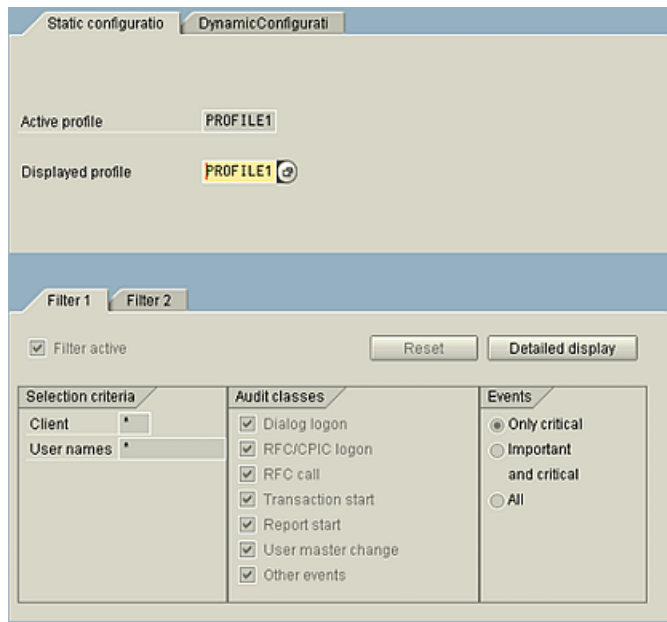 Static configuratio DynamicConfigurati
Active profile PROFILE1
Displayed profile PROFILE1
Filter 1 Filter 2
Filter active Reset Detailed display
Selection criteria Audit classes Events
Client * Dialog logon Only critical
User names * RFC/CPIC logon Important
RFC call and critical
Transaction start All
Report start
User master change
Other events